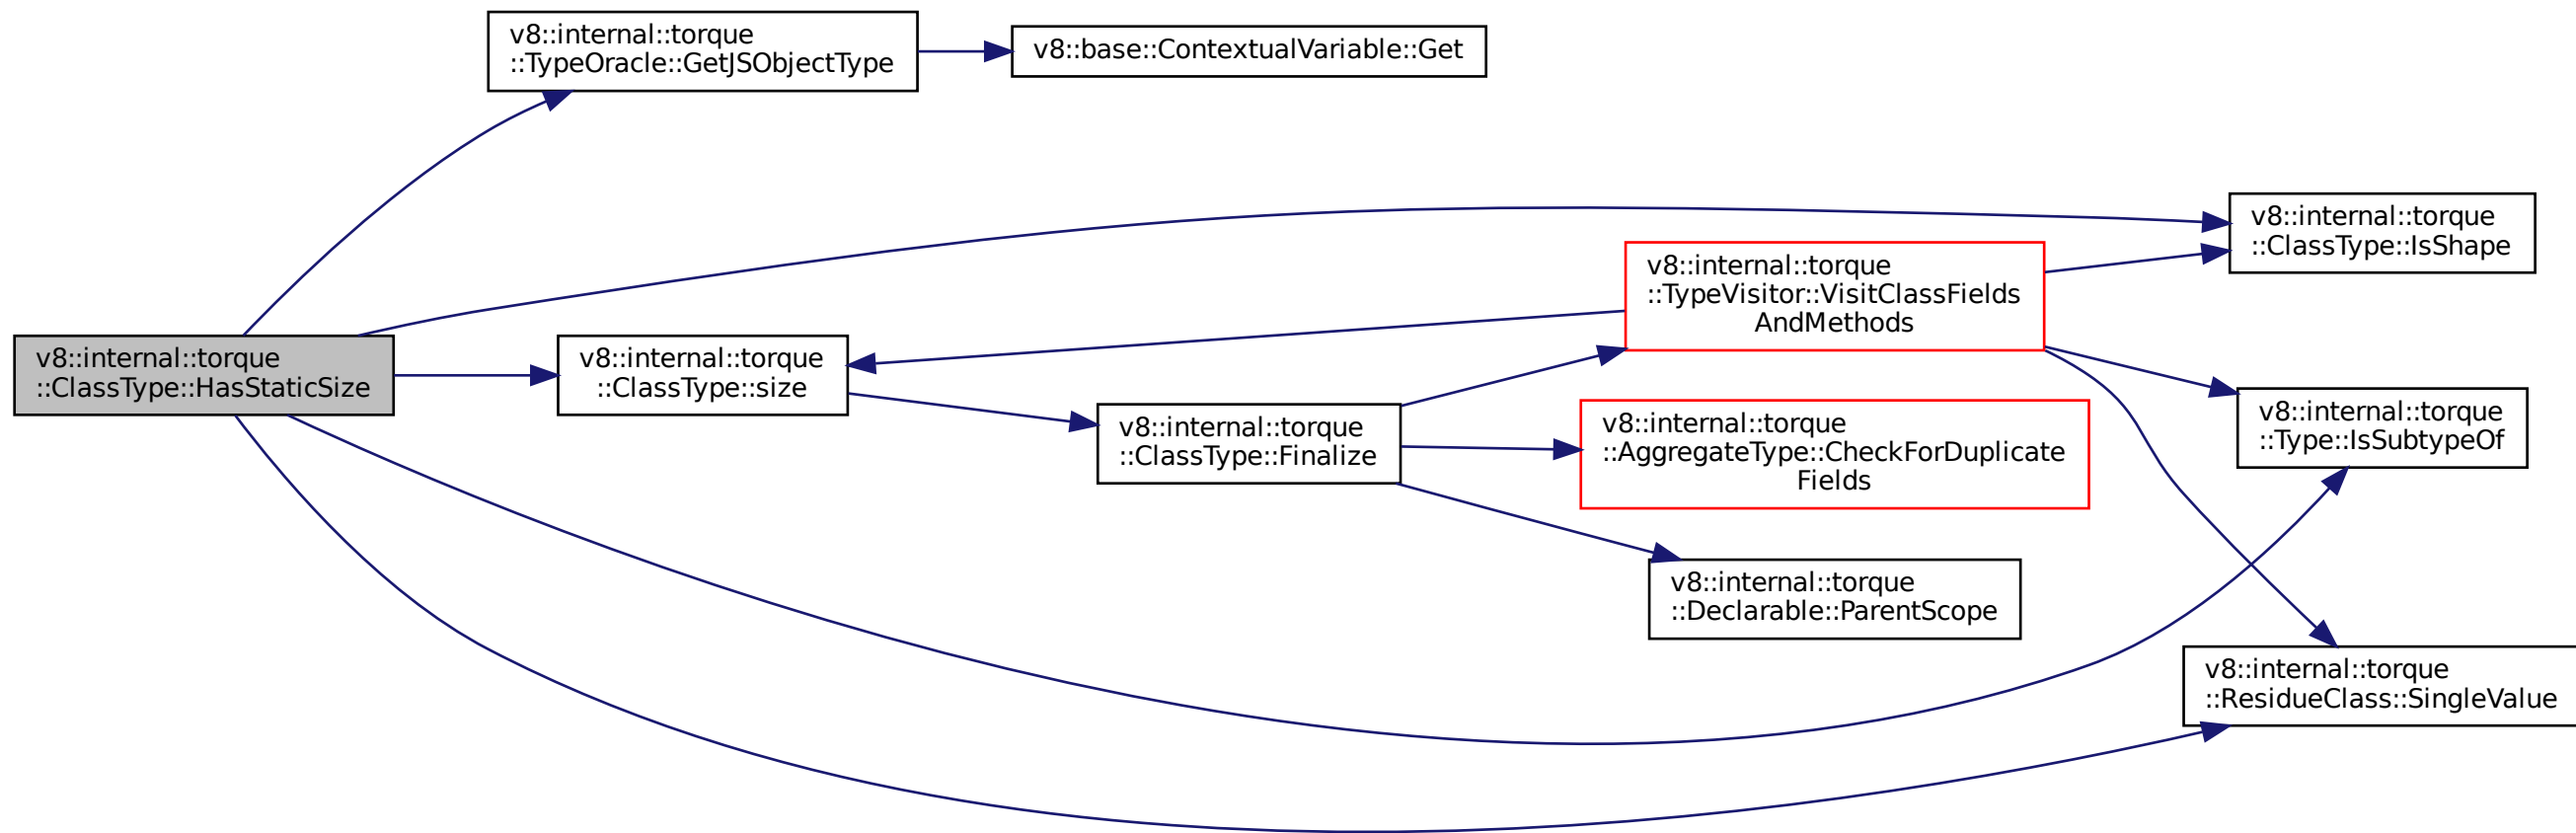 v8::internal::torque
::TypeOracle::GetJSObjectType
v8::base::ContextualVariable::Get
v8::internal::torque
::ClassType::IsShape
v8::internal::torque
::TypeVisitor::VisitClassFields
AndMethods
v8::internal::torque
::ClassType::HasStaticSize
v8::internal::torque
::ClassType::size
v8::internal::torque
::ClassType::Finalize
v8::internal::torque
::AggregateType::CheckForDuplicate
Fields
v8::internal::torque
::Type::IsSubtypeOf
v8::internal::torque
::Declarable::ParentScope
v8::internal::torque
::ResidueClass::SingleValue